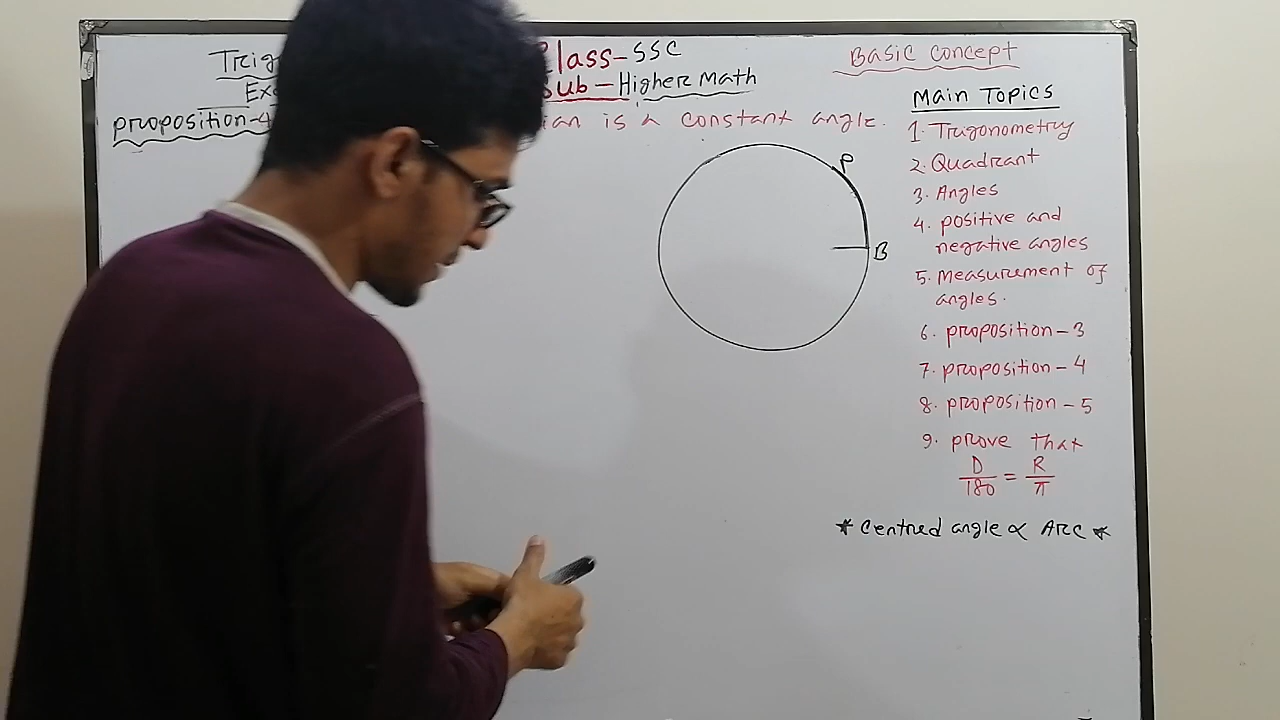 Class-SSC
Sub-Higher Math
proposition-4
is a constant angle.
P
B
Basic Concept
Main Topics
1. Trigonometry
2. Quadrant
3. Angles
4. positive and
negative angles
5. Measurement of
angles.
6. proposition-3
7. proposition-4
8. proposition-5
9. prove that
D/180 = R/π
* Centred angle ∝ Arc *